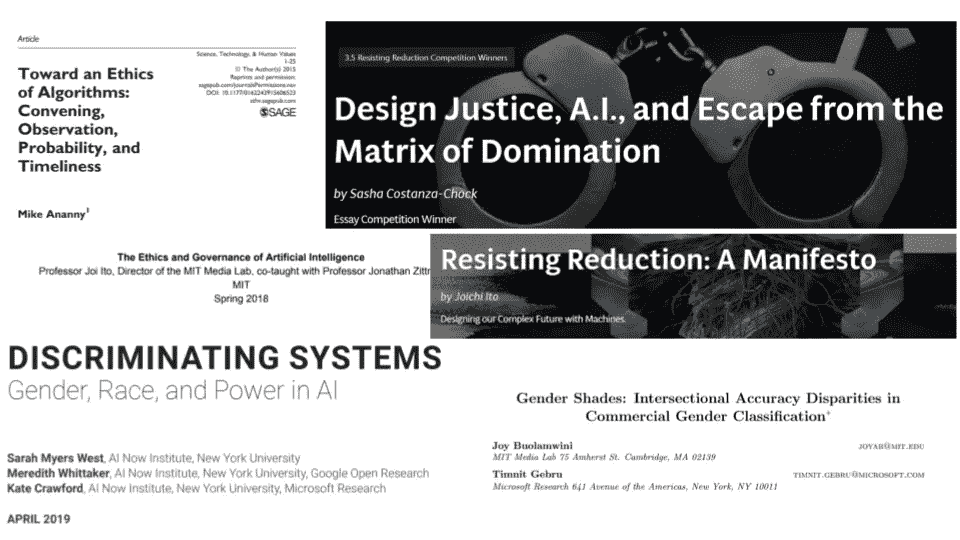 Article
Science, Technology, & Human Values
1-25
© The Author(s) 2015
Reprints and permission:
sagepub.com/journalsPermissions.nav
DOI: 10.1177/0162243915606523
sthv.sagepub.com
SAGE
Toward an Ethics
of Algorithms:
Convening,
Observation,
Probability, and
Timeliness
Mike Ananny1
3.5 Resisting Reduction Competition Winners
Design Justice, A.I., and Escape from the
Matrix of Domination
by Sasha Costanza-Chock
Essay Competition Winner
The Ethics and Governance of Artificial Intelligence
Professor Joi Ito, Director of the MIT Media Lab, co-taught with Professor Jonathan Zittr
MIT
Spring 2018
Resisting Reduction: A Manifesto
by Joichi Ito
Designing our Complex Future with Machines.
DISCRIMINATING SYSTEMS
Gender, Race, and Power in AI
Sarah Myers West, AI Now Institute, New York University
Meredith Whittaker, AI Now Institute, New York University, Google Open Research
Kate Crawford, AI Now Institute, New York University, Microsoft Research
APRIL 2019
Gender Shades: Intersectional Accuracy Disparities in
Commercial Gender Classification*
Joy Buolamwini JOYAB@MIT.EDU
MIT Media Lab 75 Amherst St. Cambridge, MA 02139
Timnit Gebru TIMNIT.GEBRU@MICROSOFT.COM
Microsoft Research 641 Avenue of the Americas, New York, NY 10011